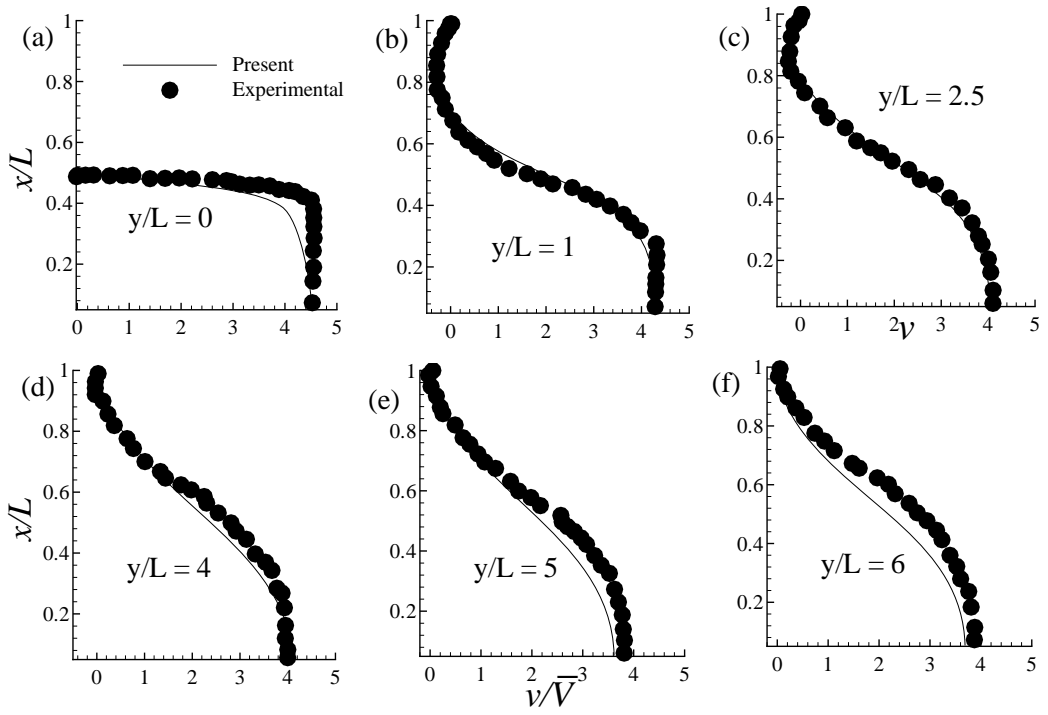 (a)
1
0.8
0.6
0.4
0.2
x/L
Present
Experimental
y/L = 0
0 1 2 3 4 5
(b)
1
0.8
0.6
0.4
0.2
y/L = 1
0 1 2 3 4 5
(c)
1
0.8
0.6
0.4
0.2
y/L = 2.5
0 1 2 3 4 5
v
(d)
1
0.8
0.6
0.4
0.2
x/L
y/L = 4
0 1 2 3 4 5
(e)
1
0.8
0.6
0.4
0.2
y/L = 5
0 1 2 3 4 5
v/V̅
(f)
1
0.8
0.6
0.4
0.2
y/L = 6
0 1 2 3 4 5